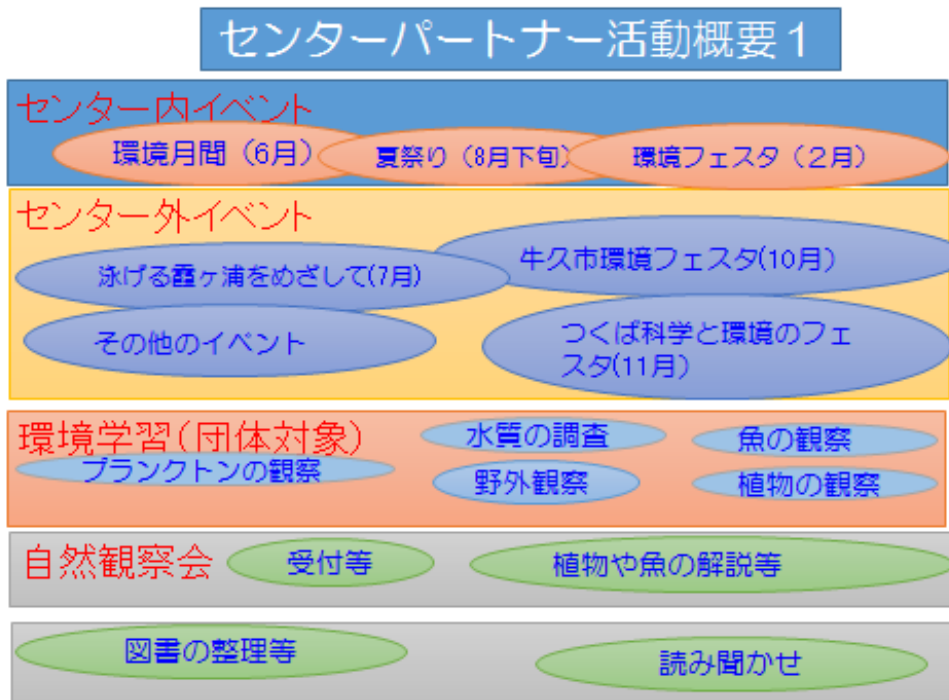 センターパートナー活動概要１
センター内イベント
環境月間（6月）
夏祭り（8月下旬）
環境フェスタ（２月）
センター外イベント
牛久市環境フェスタ(10月）
泳げる霞ヶ浦をめざして(7月）
その他のイベント
つくば科学と環境のフェ
スタ(11月）
環境学習（団体対象）
水質の調査
魚の観察
プランクトンの観察
野外観察
植物の観察
自然観察会
受付等
植物や魚の解説等
図書の整理等
読み聞かせ